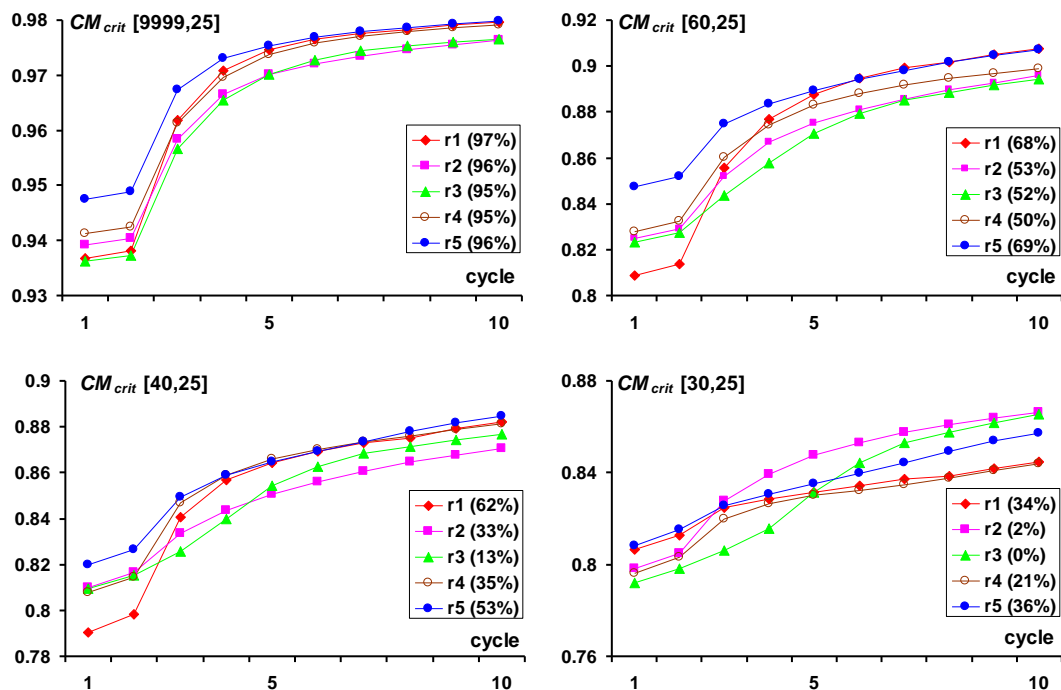 CM crit [9999,25]
0.98
0.97
0.96
0.95
0.94
0.93
r1 (97%)
r2 (96%)
r3 (95%)
r4 (95%)
r5 (96%)
cycle
1
5
10
CM crit [60,25]
0.92
0.9
0.88
0.86
0.84
0.82
0.8
r1 (68%)
r2 (53%)
r3 (52%)
r4 (50%)
r5 (69%)
cycle
1
5
10
CM crit [40,25]
0.9
0.88
0.86
0.84
0.82
0.8
0.78
r1 (62%)
r2 (33%)
r3 (13%)
r4 (35%)
r5 (53%)
cycle
1
5
10
CM crit [30,25]
0.88
0.84
0.8
0.76
r1 (34%)
r2 (2%)
r3 (0%)
r4 (21%)
r5 (36%)
cycle
1
5
10